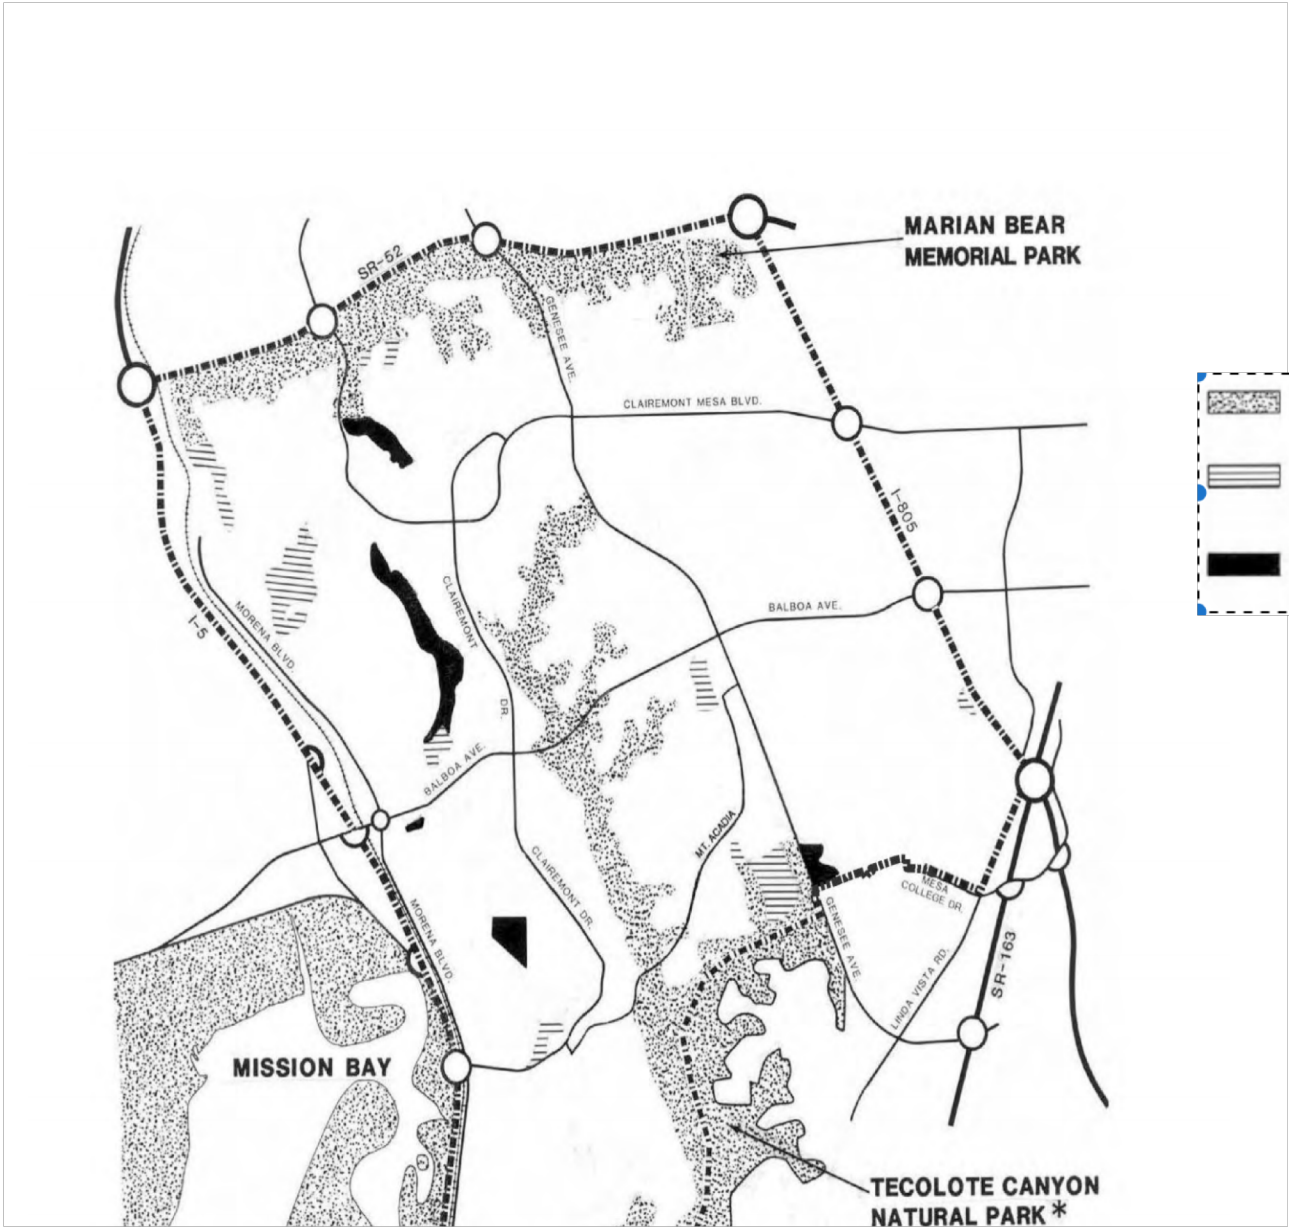 MARIAN BEAR
MEMORIAL PARK
SR-52
GENESEE AVE.
CLAIREMONT MESA BLVD.
I-805
CLAIREMONT
DR.
BALBOA AVE.
MORENA BLVD
I-5
BALBOA AVE.
MT. ACADIA
CLAIREMONT DR.
MESA
COLLEGE DR.
GENESEE AVE.
MORENA BLVD.
LINDA VISTA RD.
SR-163
MISSION BAY
TECOLOTE CANYON
NATURAL PARK*